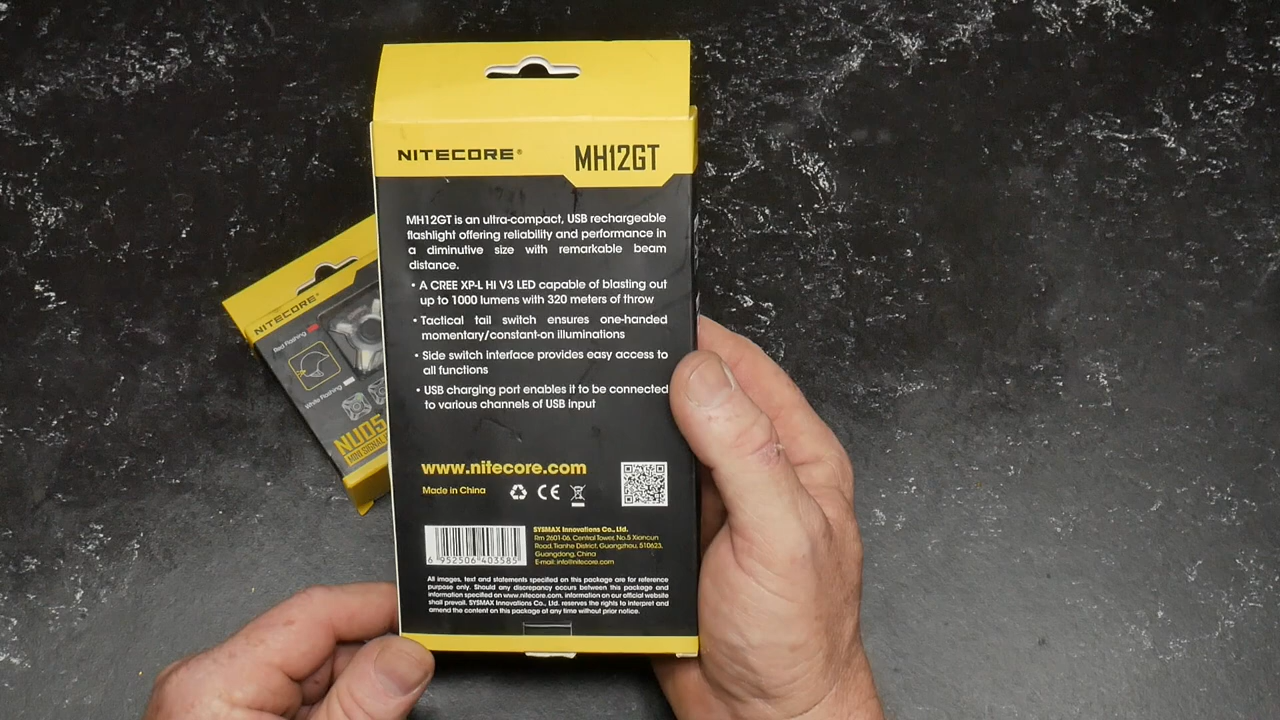 NITECORE®
MH12GT
MH12GT is an ultra-compact, USB rechargeable
flashlight offering reliability and performance in
a diminutive size with remarkable beam
distance.
• A CREE XP-L HI V3 LED capable of blasting out
up to 1000 lumens with 320 meters of throw
• Tactical tail switch ensures one-handed
momentary/constant-on illuminations
• Side switch interface provides easy access to
all functions
• USB charging port enables it to be connected
to various channels of USB input
www.nitecore.com
Made in China
CE
6 952506 403585
SYSMAX Innovations Co., Ltd.
Rm 2601-06, Central Tower, No.5 Xiancun
Road, Tianhe District, Guangzhou, 510623,
Guangdong, China
E-mail: info@nitecore.com
All images, text and statements specified on this package are for reference
purpose only. Should any discrepancy occurs between this package and
information specified on www.nitecore.com, information on our official website
shall prevail. SYSMAX Innovations Co., Ltd. reserves the rights to interpret and
amend the content on this package at any time without prior notice.
NITECORE®
Red Flashing
White Flashing
NU05
MINI SIGNAL